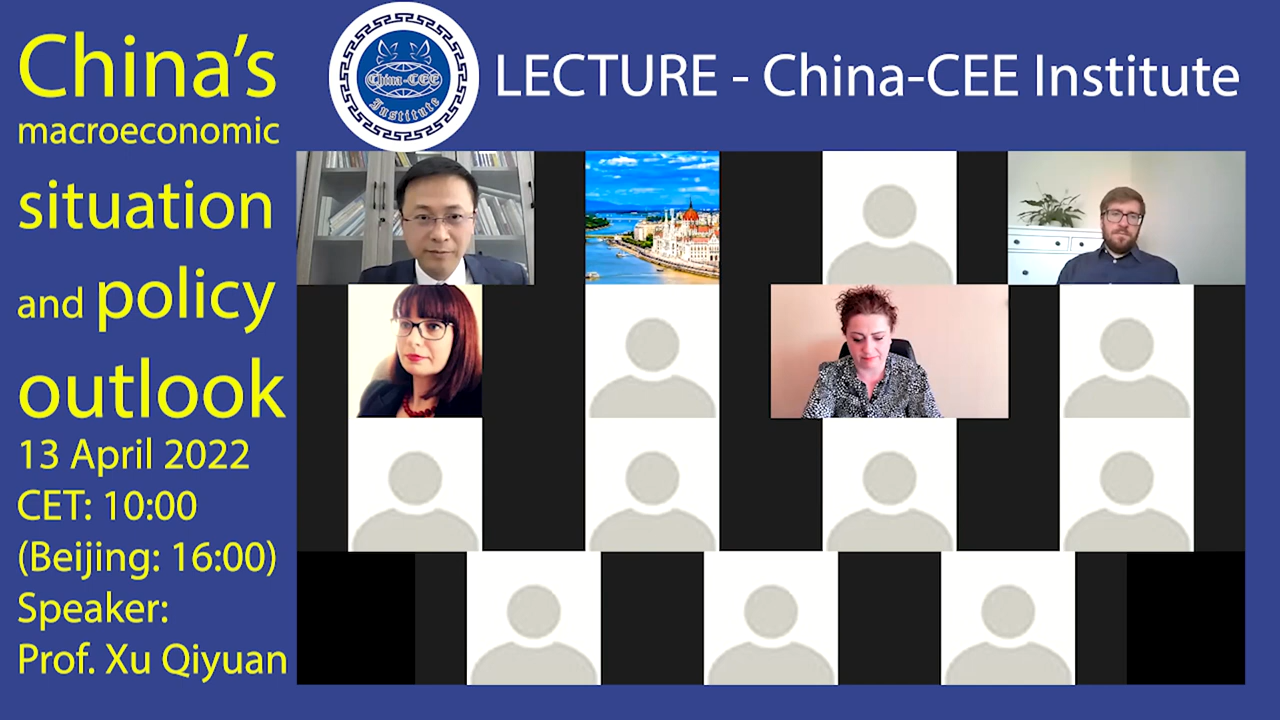 China's
macroeconomic
situation
and policy
outlook
13 April 2022
CET: 10:00
(Beijing: 16:00)
Speaker:
Prof. Xu Qiyuan
China-CEE
Institute
LECTURE - China-CEE Institute